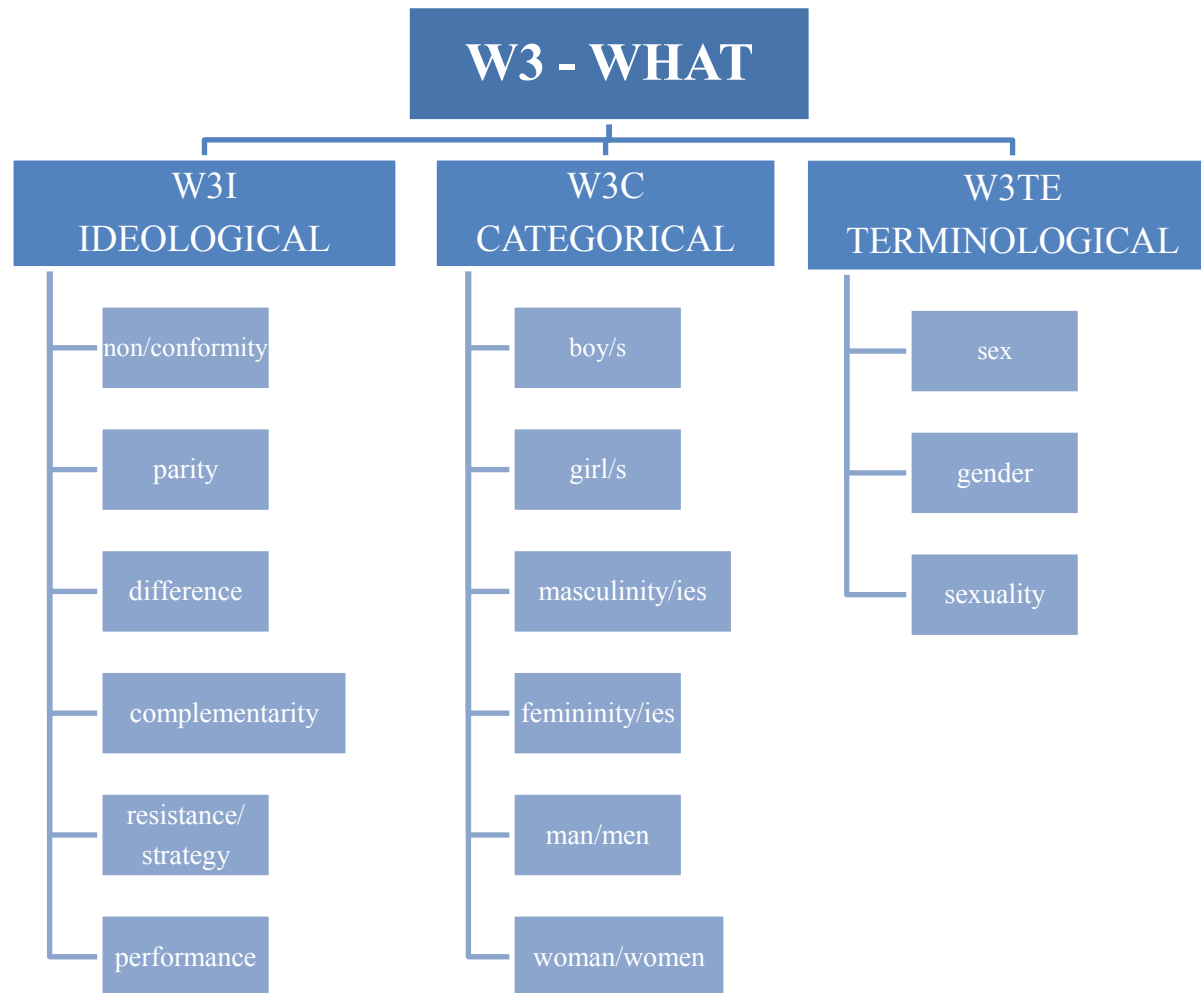 W3 - WHAT
W3I
IDEOLOGICAL
non/conformity
parity
difference
complementarity
resistance/
strategy
performance
W3C
CATEGORICAL
boy/s
girl/s
masculinity/ies
femininity/ies
man/men
woman/women
W3TE
TERMINOLOGICAL
sex
gender
sexuality